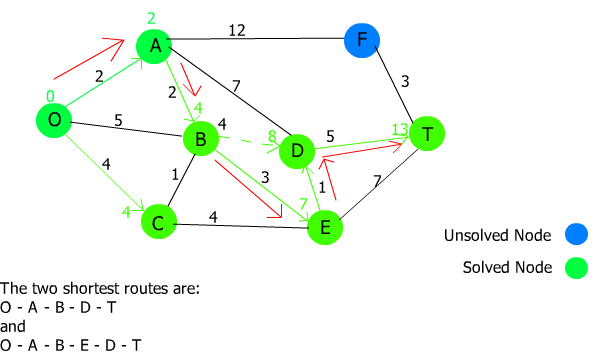 2
12
A
F
2
7
3
0
2
4
O
5
4
8
5
13
T
B
D
4
1
3
1
7
7
4
4
C
E
Unsolved Node
Solved Node
The two shortest routes are:
O - A - B - D - T
and
O - A - B - E - D - T